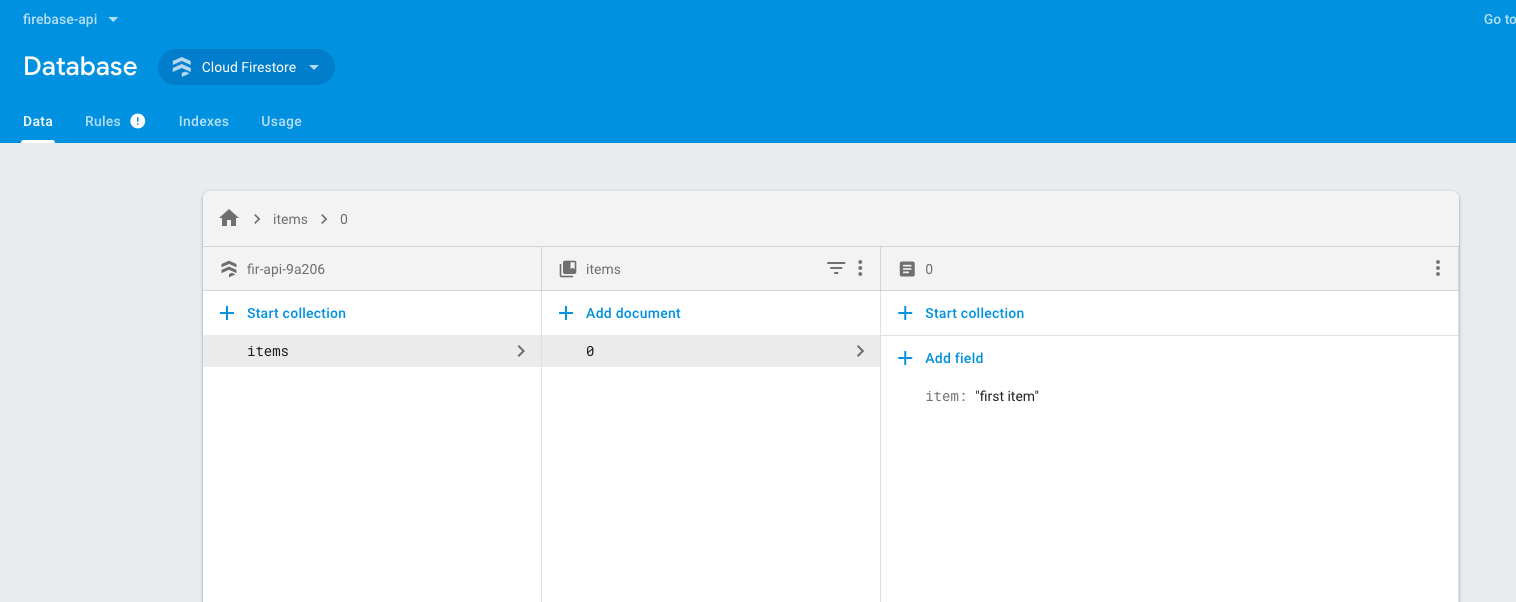 firebase-api
Go to
Database
Cloud Firestore
Data Rules ! Indexes Usage
items 0
fir-api-9a206 items 0
Start collection Add document Start collection
items 0
Add field
item: "first item"